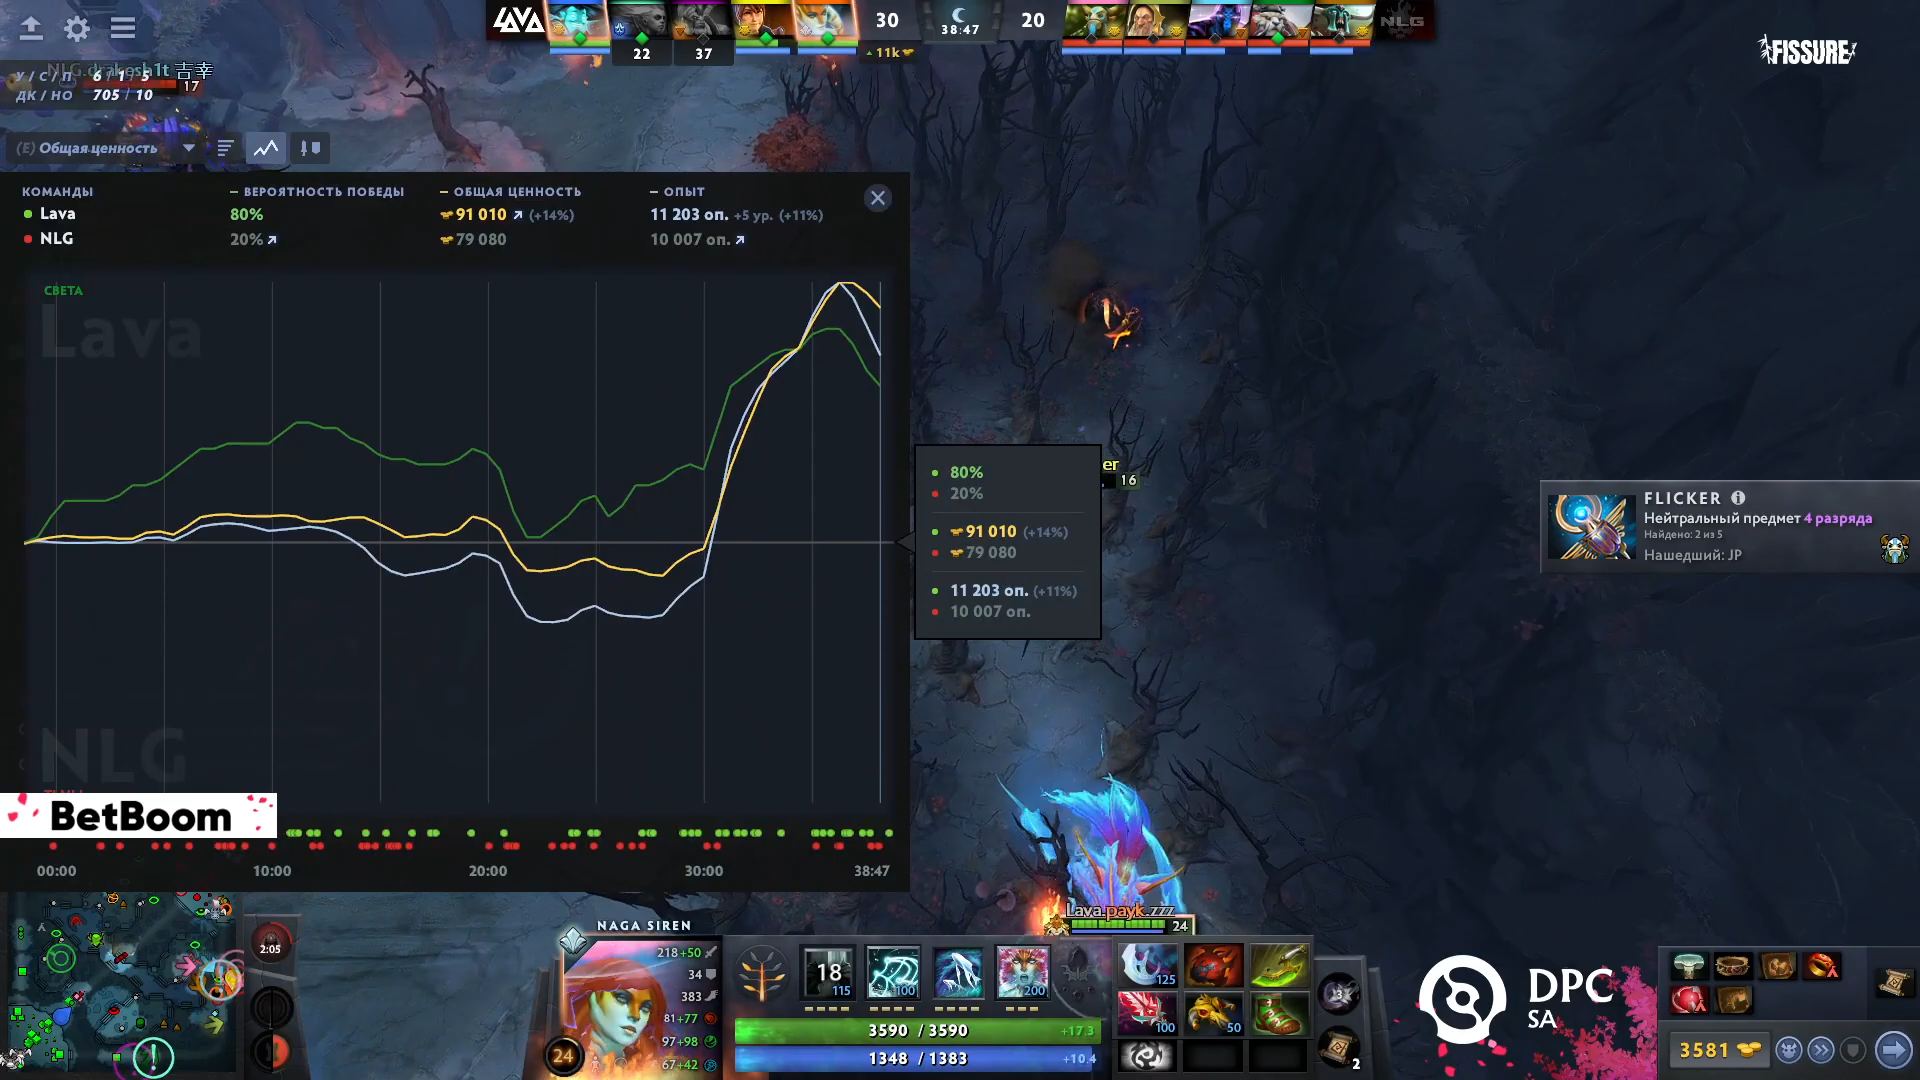 LAVA
30
38:47
20
NLG
22
37
11k
FISSURE
У / С / П 6 / 1 / 5
17
ДК / НО 705 / 10
(E) Общая ценность
КОМАНДЫ
ВЕРОЯТНОСТЬ ПОБЕДЫ
ОБЩАЯ ЦЕННОСТЬ
ОПЫТ
Lava 80% 91 010 (+14%) 11 203 оп. +5 ур. (+11%)
NLG 20% 79 080 10 007 оп.
СВЕТА
Lava
80%
20%
91 010 (+14%)
79 080
11 203 оп. (+11%)
10 007 оп.
er
16
FLICKER
Нейтральный предмет 4 разряда
Найдено: 2 из 5
Нашедший: JP
NLG
BetBoom
00:00 10:00 20:00 30:00 38:47
2:05
Lava.payk.zzz
24
NAGA SIREN
218+50
34
383
81+77
97+98
67+42
24
18
115
100
200
3590 / 3590 +17.3
1348 / 1383 +10.4
125
100
50
2
DPC
SA
3581